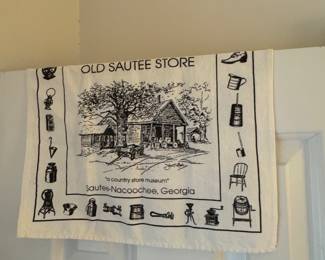 OLD SAUTEE STORE
"a country store museum"
Sautee-Nacoochee, Georgia